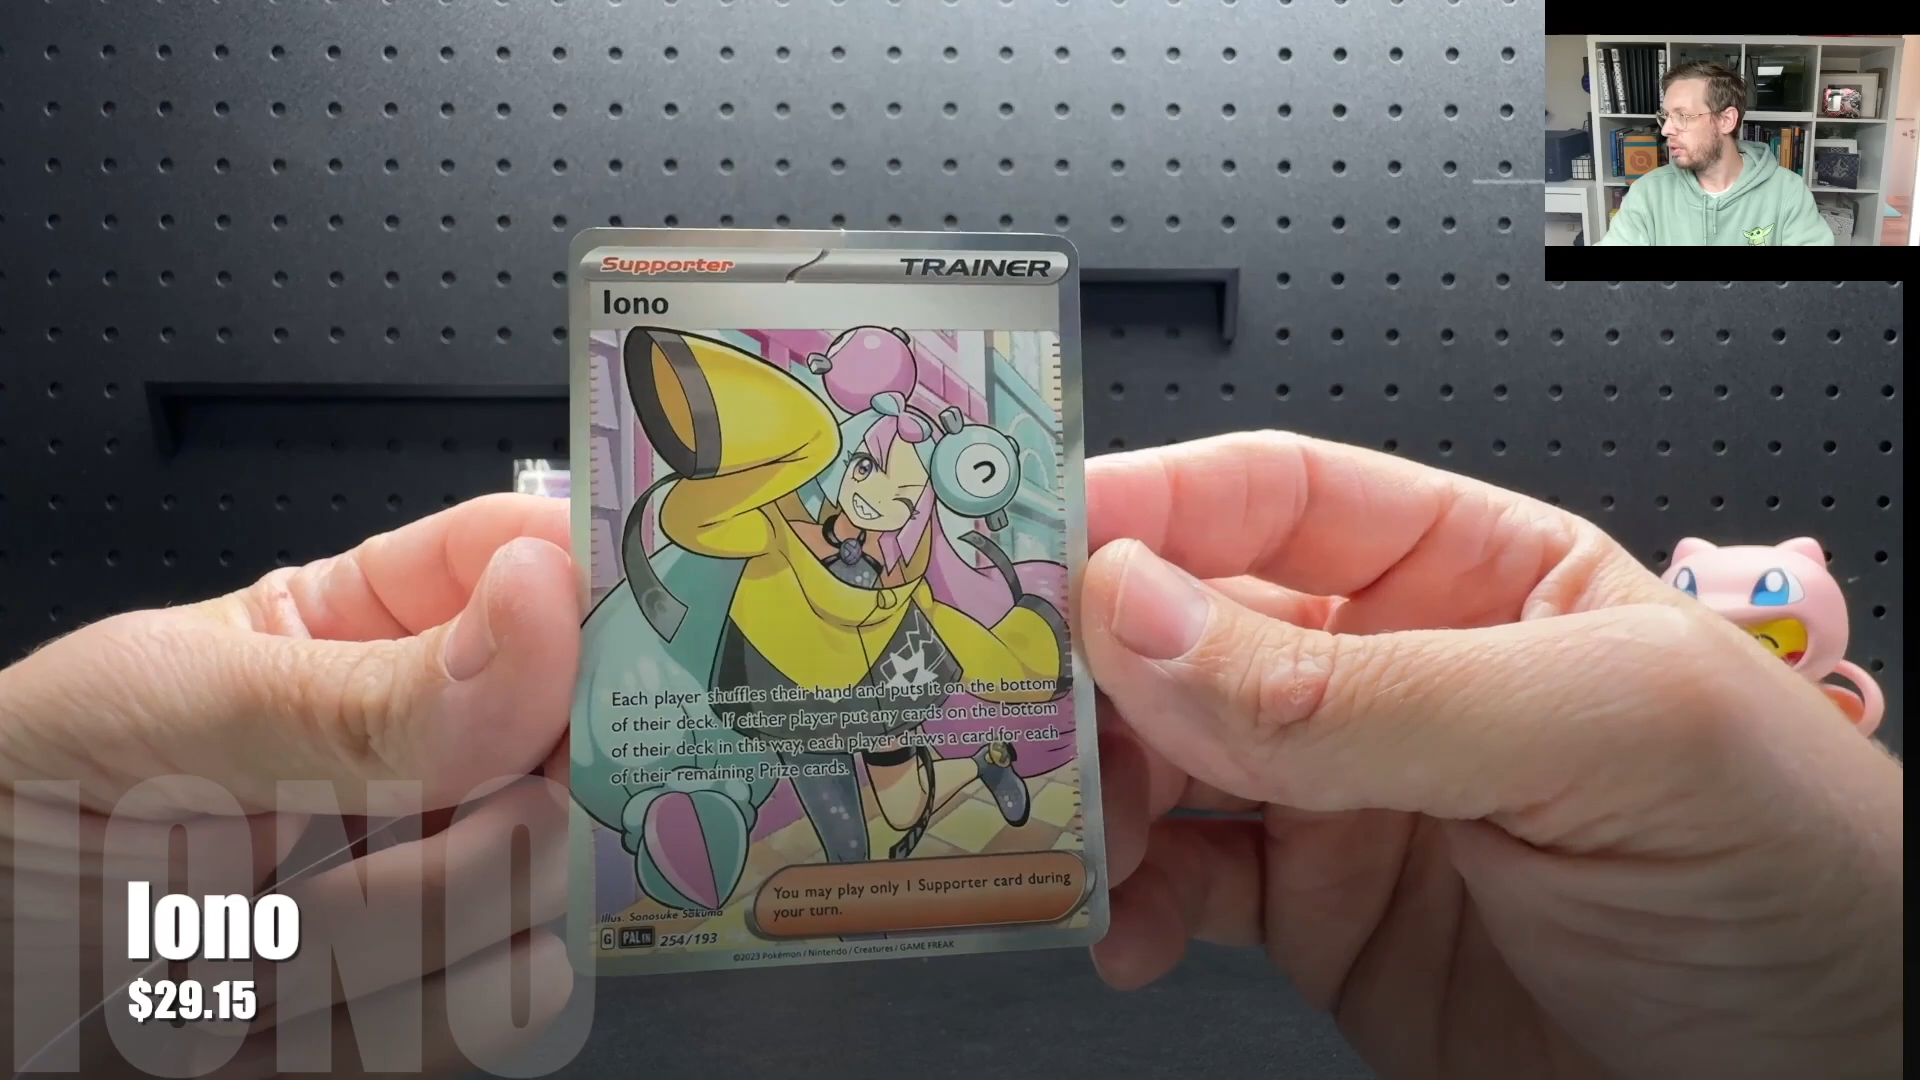 Supporter
TRAINER
Iono
Each player shuffles their hand and puts it on the bottom
of their deck. If either player put any cards on the bottom
of their deck in this way, each player draws a card for each
of their remaining Prize cards.
You may play only 1 Supporter card during
your turn.
Illus. Sonosuke Sakuma
G PAL EN 254/193
©2023 Pokémon / Nintendo / Creatures / GAME FREAK
IONO
Iono
$29.15